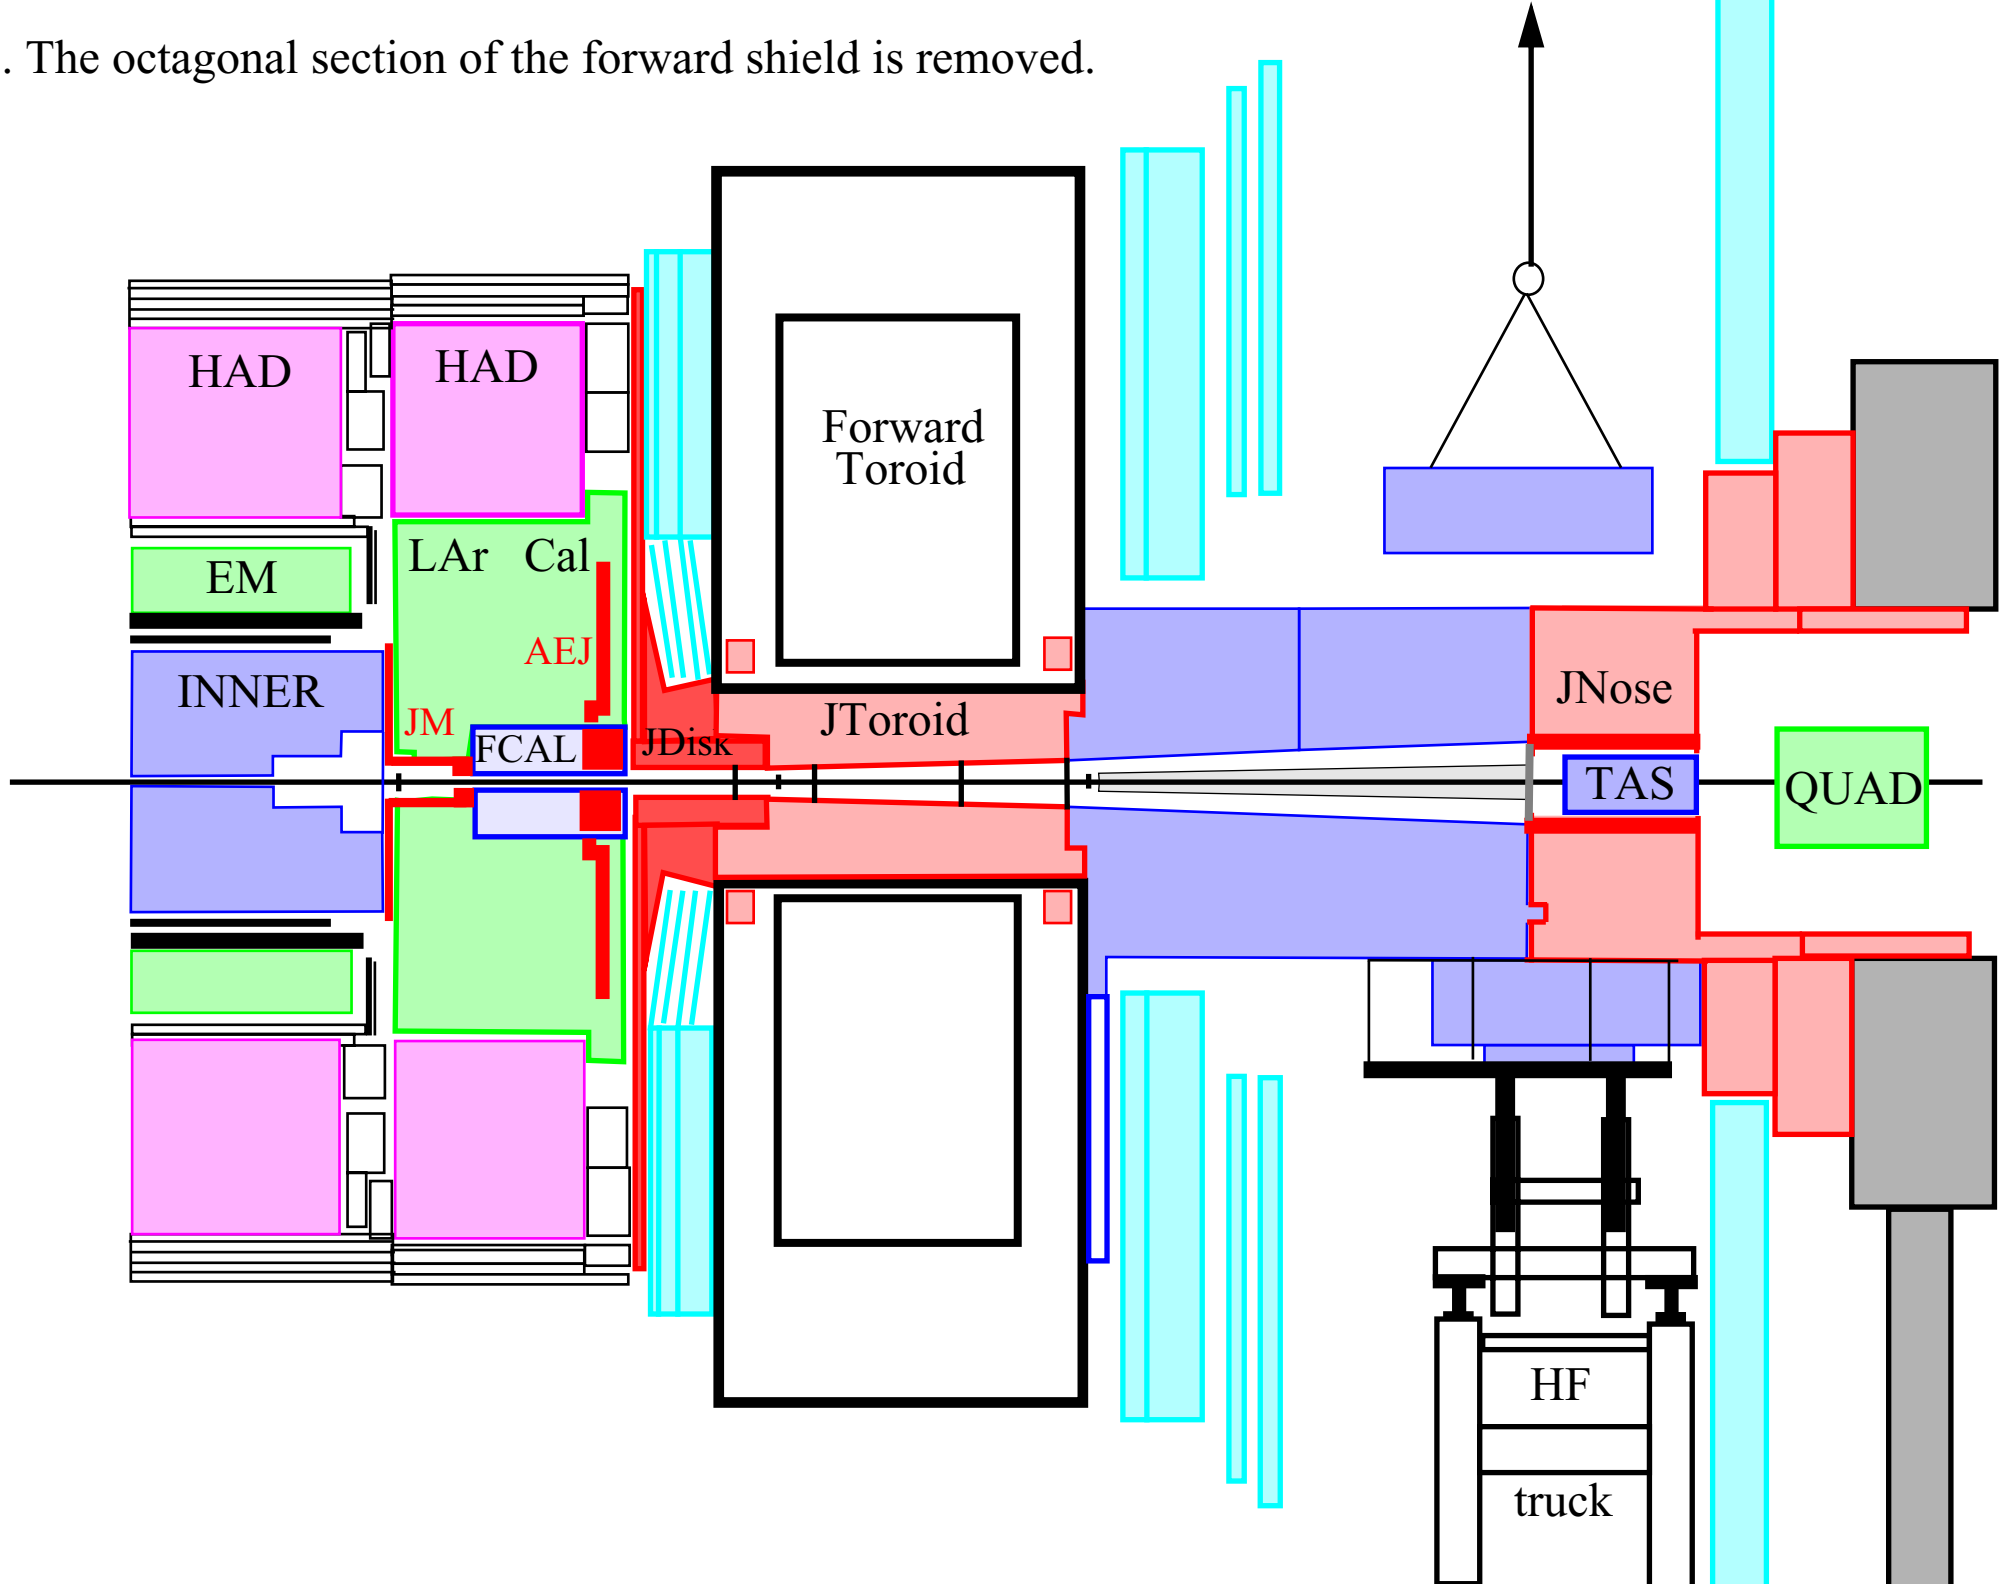 . The octagonal section of the forward shield is removed.
HAD
HAD
Forward
Toroid
LAr Cal
EM
AEJ
INNER
JM
FCAL
JDisk
JToroid
JNose
TAS
QUAD
HF
truck